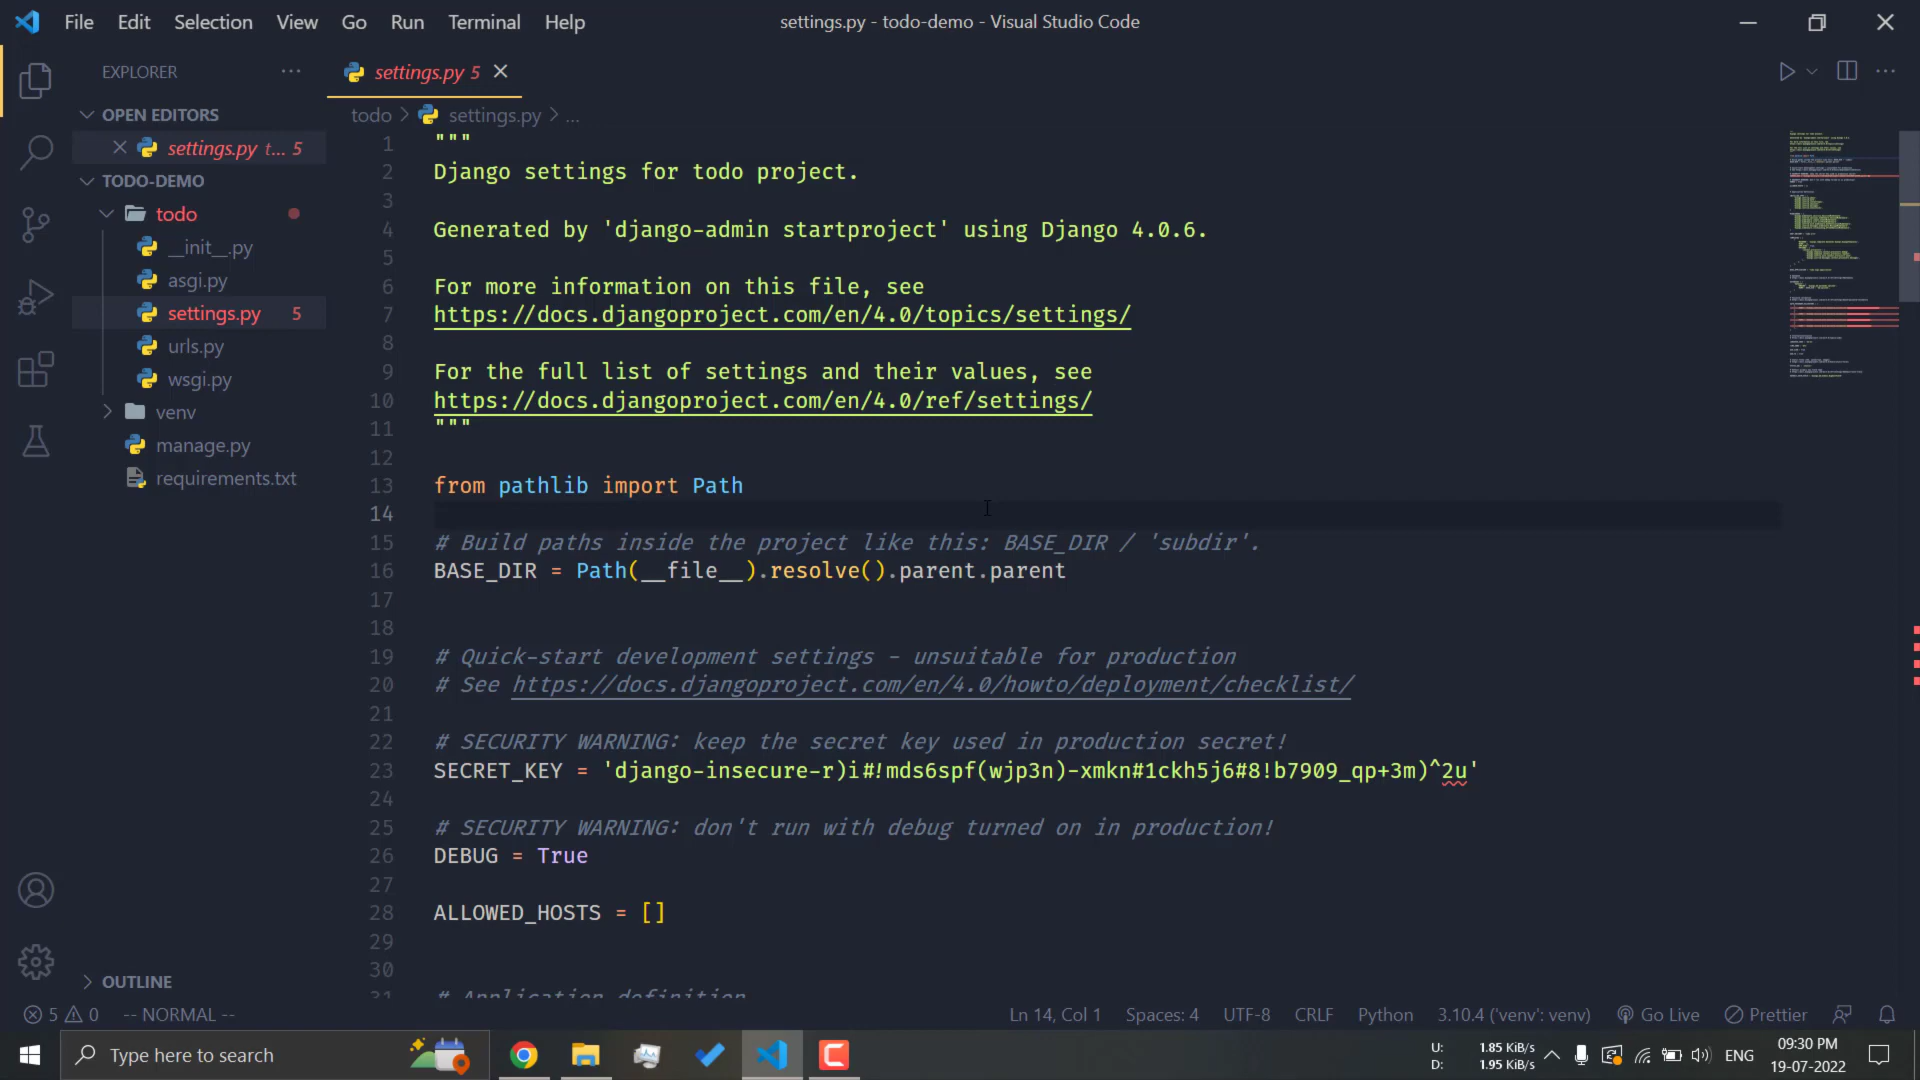 File Edit Selection View Go Run Terminal Help
settings.py - todo-demo - Visual Studio Code
EXPLORER
settings.py 5
OPEN EDITORS
todo > settings.py > ...
settings.py t... 5
TODO-DEMO
todo
__init__.py
asgi.py
settings.py 5
urls.py
wsgi.py
venv
manage.py
requirements.txt
OUTLINE
1 """
2 Django settings for todo project.
3
4 Generated by 'django-admin startproject' using Django 4.0.6.
5
6 For more information on this file, see
7 https://docs.djangoproject.com/en/4.0/topics/settings/
8
9 For the full list of settings and their values, see
10 https://docs.djangoproject.com/en/4.0/ref/settings/
11 """
12
13 from pathlib import Path
14
15 # Build paths inside the project like this: BASE_DIR / 'subdir'.
16 BASE_DIR = Path(__file__).resolve().parent.parent
17
18
19 # Quick-start development settings - unsuitable for production
20 # See https://docs.djangoproject.com/en/4.0/howto/deployment/checklist/
21
22 # SECURITY WARNING: keep the secret key used in production secret!
23 SECRET_KEY = 'django-insecure-r)i#!mds6spf(wjp3n)-xmkn#1ckh5j6#8!b7909_qp+3m)^2u'
24
25 # SECURITY WARNING: don't run with debug turned on in production!
26 DEBUG = True
27
28 ALLOWED_HOSTS = []
29
30
31 # Application definition
5 0 -- NORMAL --
Ln 14, Col 1 Spaces: 4 UTF-8 CRLF Python 3.10.4 ('venv': venv) Go Live Prettier
Type here to search
U: 1.85 KiB/s
D: 1.95 KiB/s
ENG
09:30 PM
19-07-2022